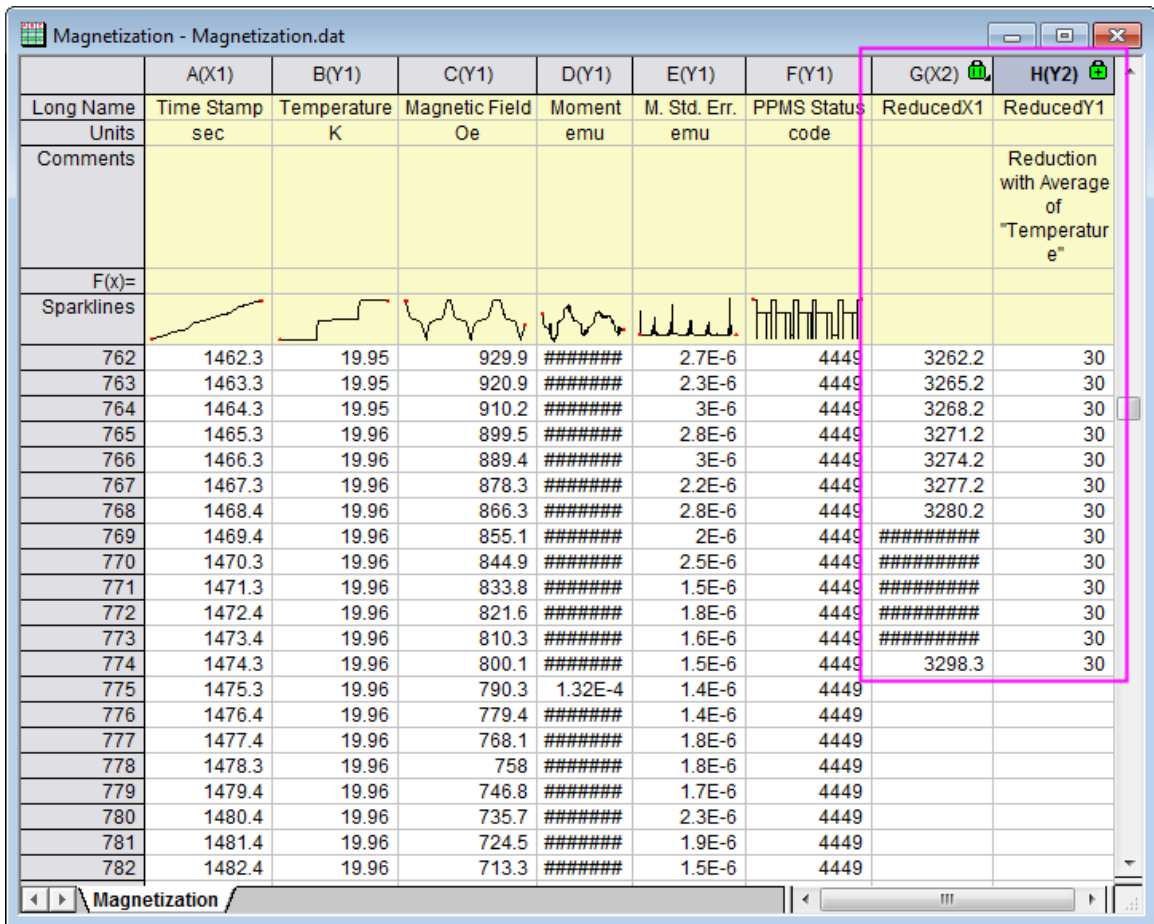 Magnetization - Magnetization.dat
A(X1) B(Y1) C(Y1) D(Y1) E(Y1) F(Y1) G(X2) H(Y2)
Long Name Time Stamp Temperature Magnetic Field Moment M. Std. Err. PPMS Status ReducedX1 ReducedY1
Units sec K Oe emu emu code
Comments Reduction
with Average
of
"Temperatur
e"
F(x)=
Sparklines
762 1462.3 19.95 929.9 ####### 2.7E-6 4449 3262.2 30
763 1463.3 19.95 920.9 ####### 2.3E-6 4449 3265.2 30
764 1464.3 19.95 910.2 ####### 3E-6 4449 3268.2 30
765 1465.3 19.96 899.5 ####### 2.8E-6 4449 3271.2 30
766 1466.3 19.96 889.4 ####### 3E-6 4449 3274.2 30
767 1467.3 19.96 878.3 ####### 2.2E-6 4449 3277.2 30
768 1468.4 19.96 866.3 ####### 2.8E-6 4449 3280.2 30
769 1469.4 19.96 855.1 ####### 2E-6 4449 ######### 30
770 1470.3 19.96 844.9 ####### 2.5E-6 4449 ######### 30
771 1471.3 19.96 833.8 ####### 1.5E-6 4449 ######### 30
772 1472.4 19.96 821.6 ####### 1.8E-6 4449 ######### 30
773 1473.4 19.96 810.3 ####### 1.6E-6 4449 ######### 30
774 1474.3 19.96 800.1 ####### 1.5E-6 4449 3298.3 30
775 1475.3 19.96 790.3 1.32E-4 1.4E-6 4449
776 1476.4 19.96 779.4 ####### 1.4E-6 4449
777 1477.4 19.96 768.1 ####### 1.8E-6 4449
778 1478.3 19.96 758 ####### 1.8E-6 4449
779 1479.4 19.96 746.8 ####### 1.7E-6 4449
780 1480.4 19.96 735.7 ####### 2.3E-6 4449
781 1481.4 19.96 724.5 ####### 1.9E-6 4449
782 1482.4 19.96 713.3 ####### 1.5E-6 4449
Magnetization